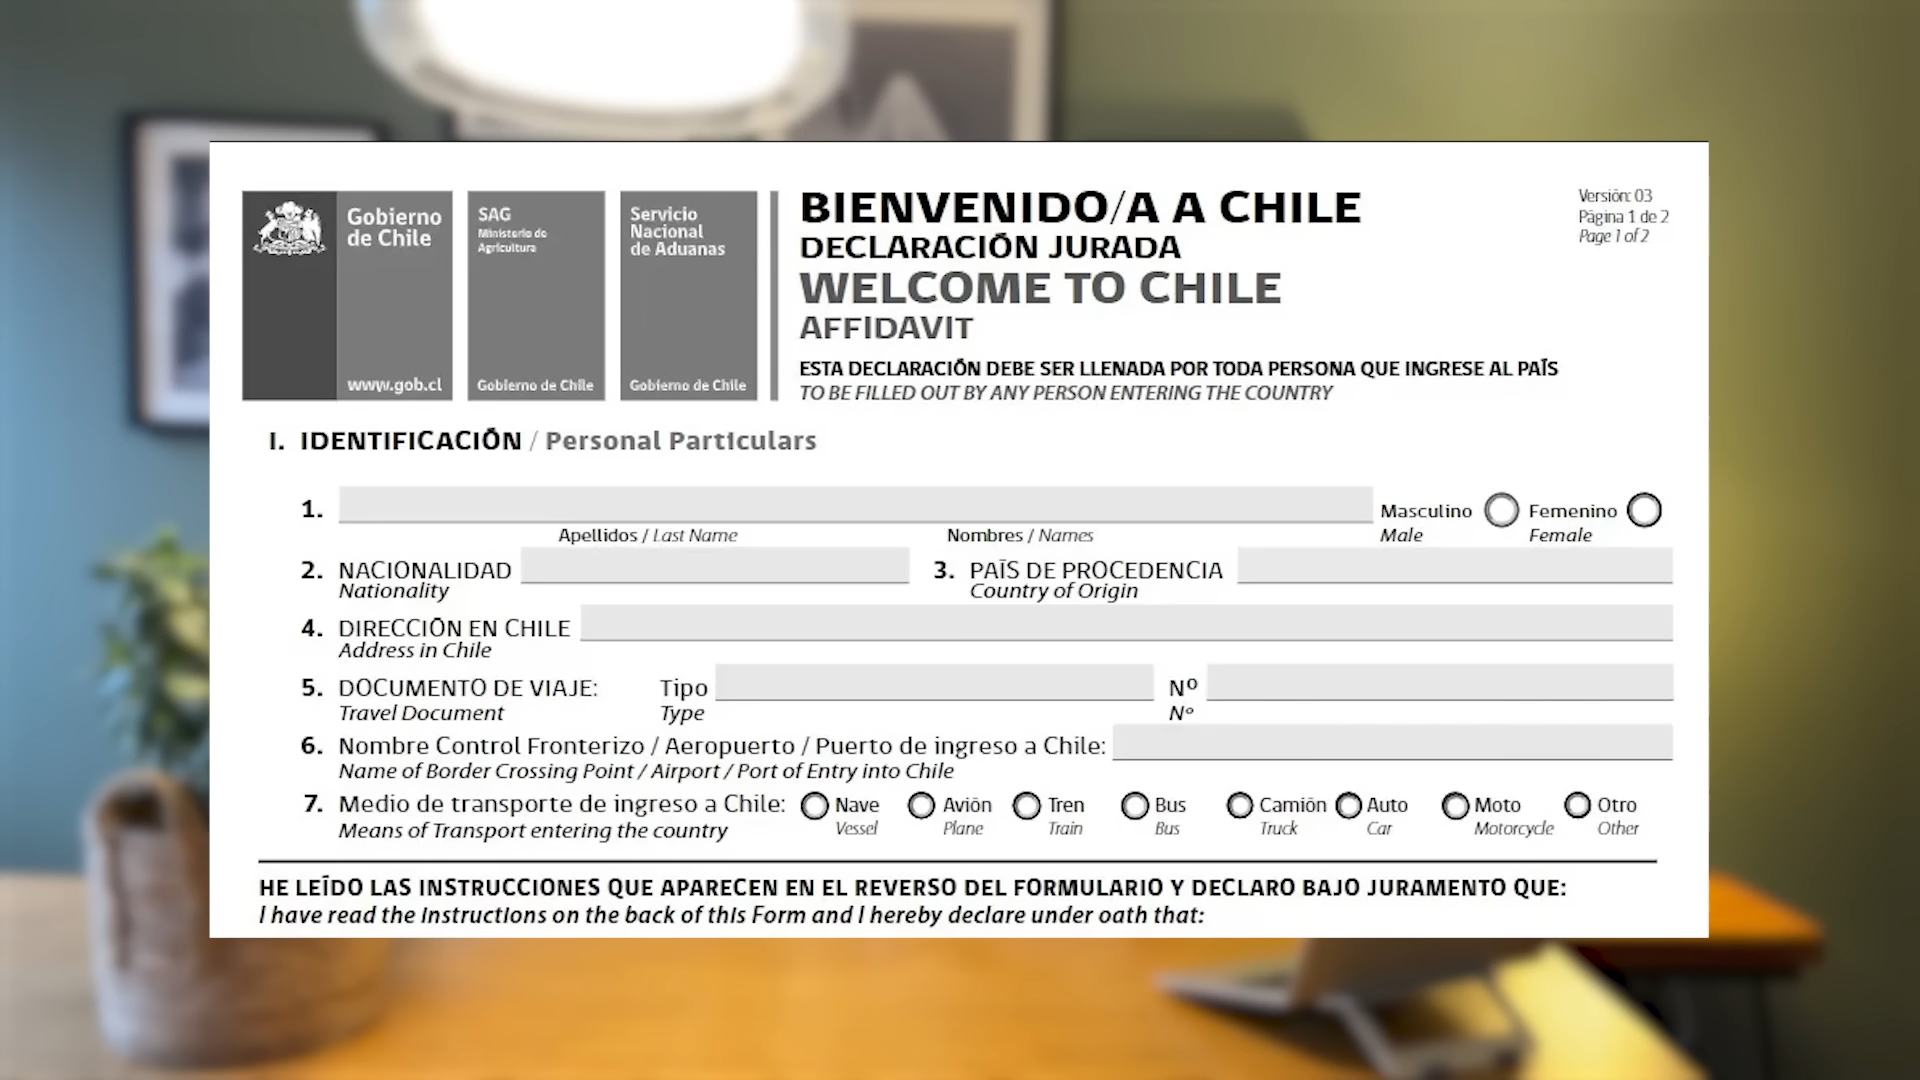 Gobierno
de Chile
www.gob.cl
SAG
Ministerio de
Agricultura
Gobierno de Chile
Servicio
Nacional
de Aduanas
Gobierno de Chile
BIENVENIDO/A A CHILE
DECLARACIÓN JURADA
WELCOME TO CHILE
AFFIDAVIT
ESTA DECLARACIÓN DEBE SER LLENADA POR TODA PERSONA QUE INGRESE AL PAÍS
TO BE FILLED OUT BY ANY PERSON ENTERING THE COUNTRY
Versión: 03
Página 1 de 2
Page 1 of 2
I. IDENTIFICACIÓN / Personal Particulars
1. Masculino Femenino
Apellidos / Last Name Nombres / Names Male Female
2. NACIONALIDAD 3. PAÍS DE PROCEDENCIA
Nationality Country of Origin
4. DIRECCIÓN EN CHILE
Address in Chile
5. DOCUMENTO DE VIAJE: Tipo Nº
Travel Document Type Nº
6. Nombre Control Fronterizo / Aeropuerto / Puerto de ingreso a Chile:
Name of Border Crossing Point / Airport / Port of Entry into Chile
7. Medio de transporte de ingreso a Chile: Nave Avión Tren Bus Camión Auto Moto Otro
Means of Transport entering the country Vessel Plane Train Bus Truck Car Motorcycle Other
HE LEÍDO LAS INSTRUCCIONES QUE APARECEN EN EL REVERSO DEL FORMULARIO Y DECLARO BAJO JURAMENTO QUE:
I have read the instructions on the back of this Form and I hereby declare under oath that: